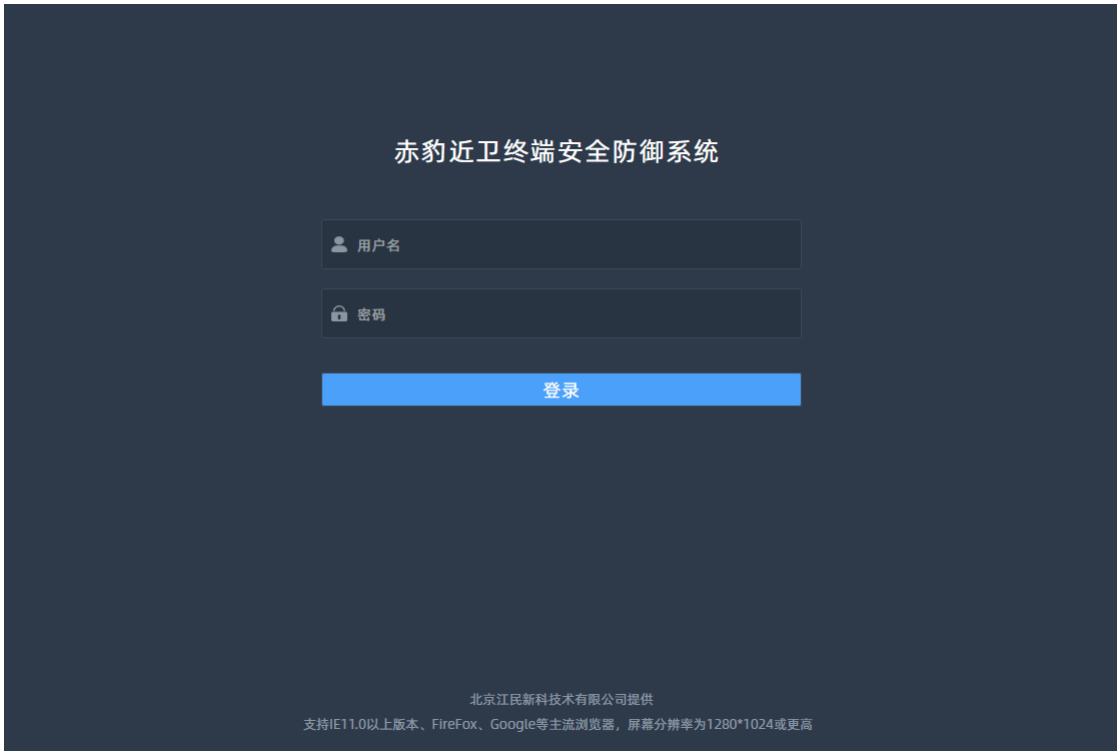 赤豹近卫终端安全防御系统
用户名
密码
登录
北京江民新科技术有限公司提供
支持IE11.0以上版本、FireFox、Google等主流浏览器，屏幕分辨率为1280*1024或更高